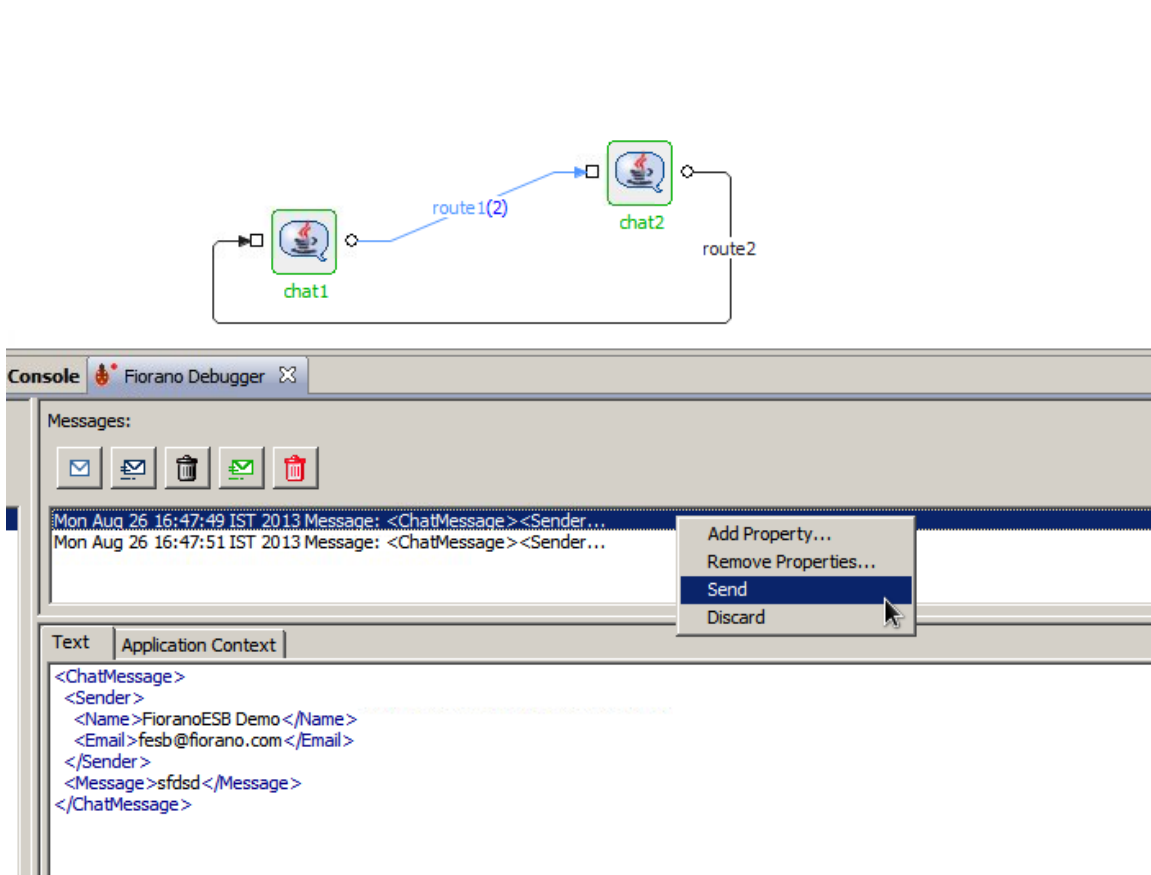 route1(2)
chat2
route2
chat1
Console
Fiorano Debugger
Messages:
Mon Aug 26 16:47:49 IST 2013 Message: <ChatMessage><Sender...
Mon Aug 26 16:47:51 IST 2013 Message: <ChatMessage><Sender...
Add Property...
Remove Properties...
Send
Discard
Text
Application Context
<ChatMessage>
<Sender>
<Name>FioranoESB Demo</Name>
<Email>fesb@fiorano.com</Email>
</Sender>
<Message>sfdsd</Message>
</ChatMessage>